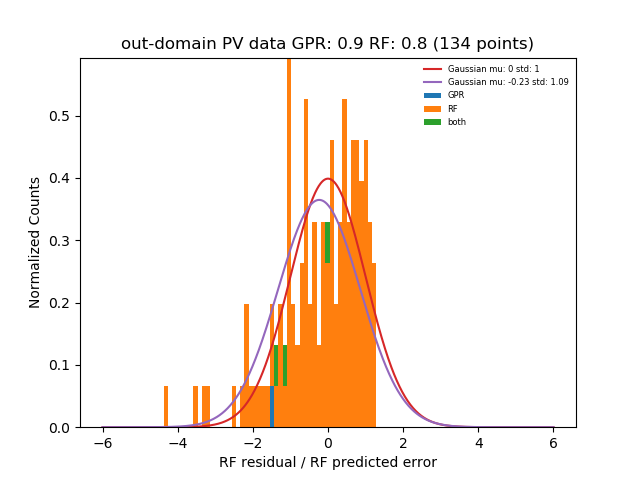 out-domain PV data GPR: 0.9 RF: 0.8 (134 points)
Gaussian mu: 0 std: 1
Gaussian mu: -0.23 std: 1.09
GPR
RF
both
Normalized Counts
0.5
0.4
0.3
0.2
0.1
0.0
−6 −4 −2 0 2 4 6
RF residual / RF predicted error